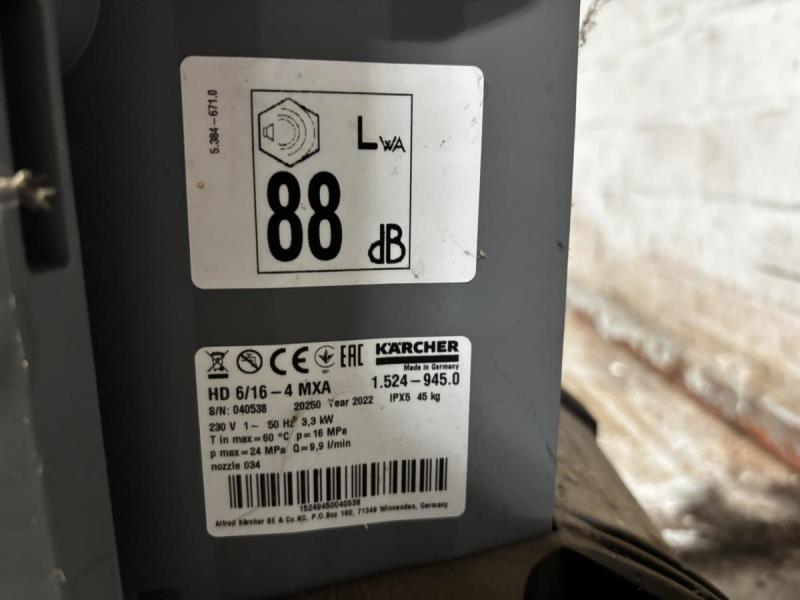 5.384-671.0
LWA
88
dB
CE EAC KÄRCHER
Made in Germany
HD 6/16-4 MXA 1.524-945.0
S/N: 040538 20250 Year 2022 IPX5 45 kg
230 V 1~ 50 Hz 3,3 kW
T in max=60 °C p=16 MPa
p max=24 MPa Q=9,9 l/min
nozzle 034
15249450040538
Alfred Kärcher SE & Co.KG, P.O.Box 160, 71349 Winnenden, Germany